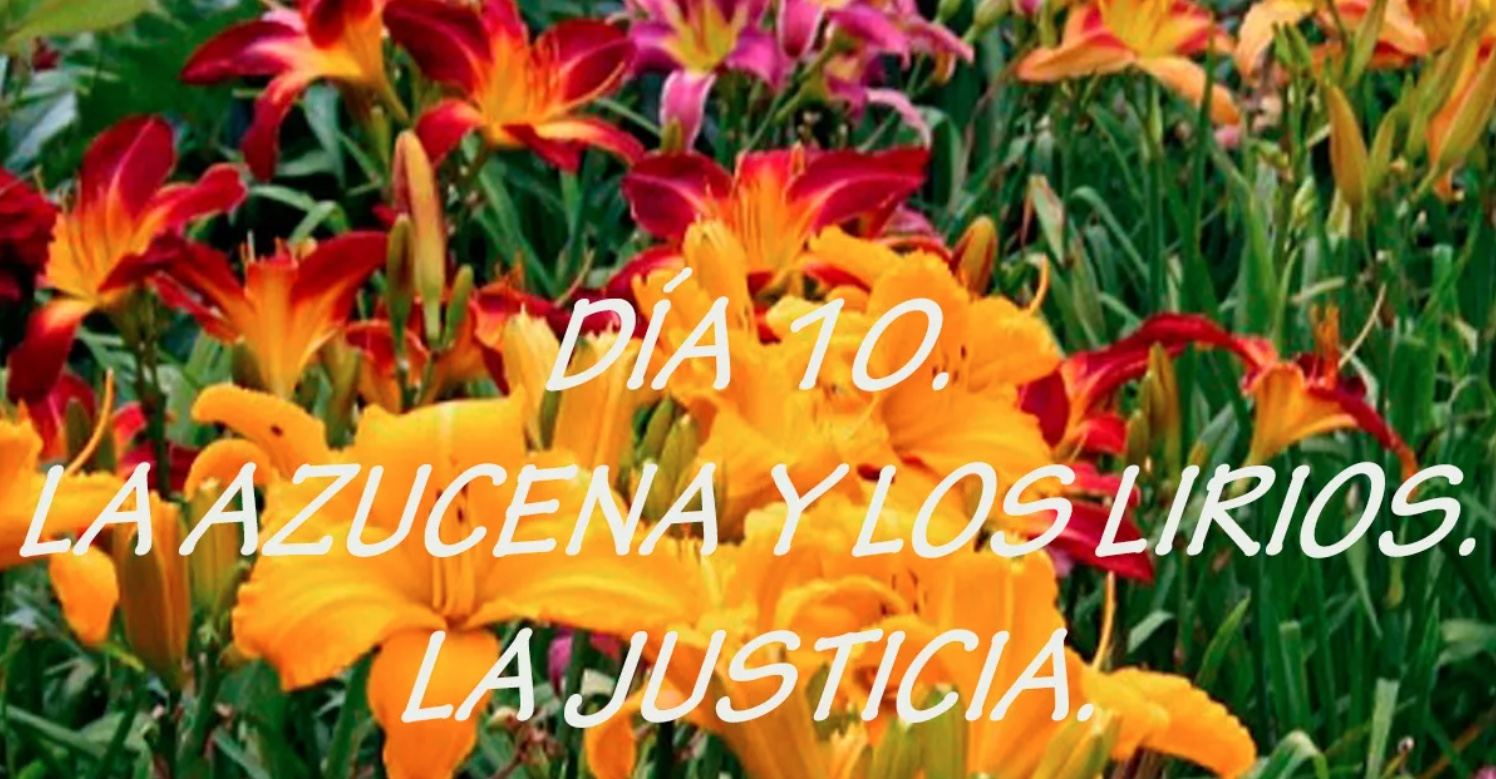 DÍA 10.
LA AZUCENA Y LOS LIRIOS.
LA JUSTICIA.